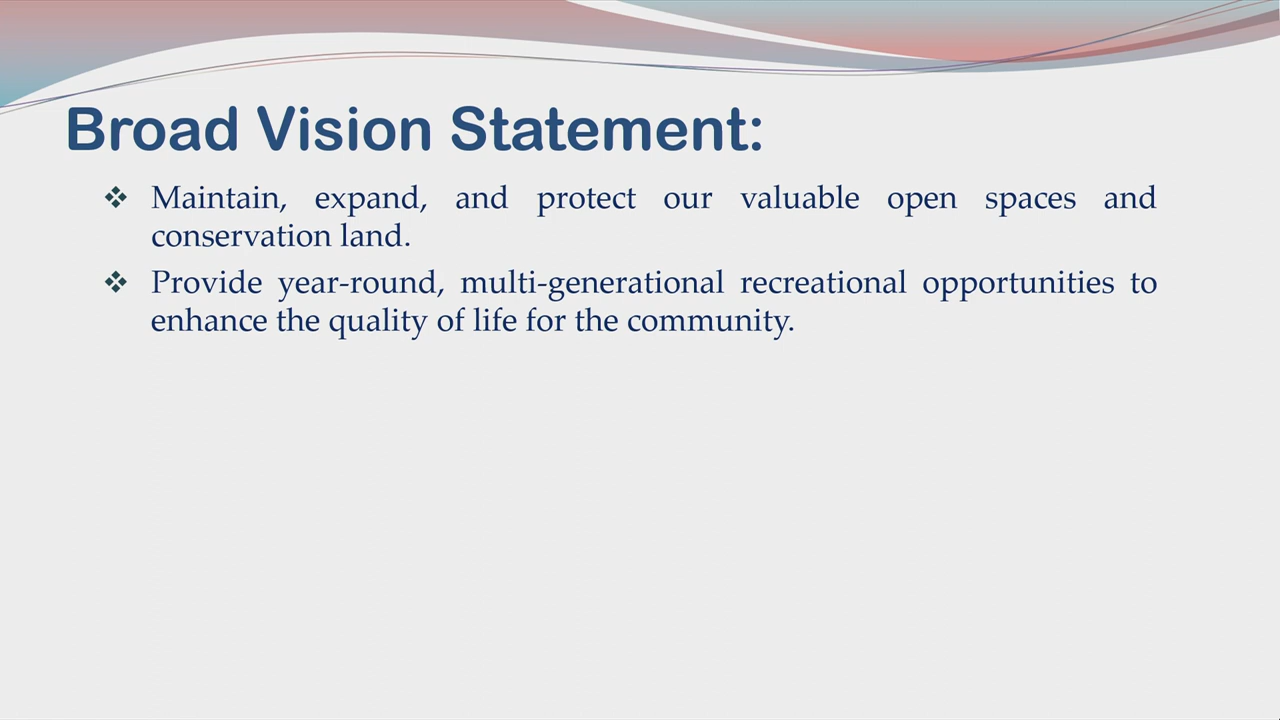 Broad Vision Statement:
❖ Maintain, expand, and protect our valuable open spaces and
conservation land.
❖ Provide year-round, multi-generational recreational opportunities to
enhance the quality of life for the community.